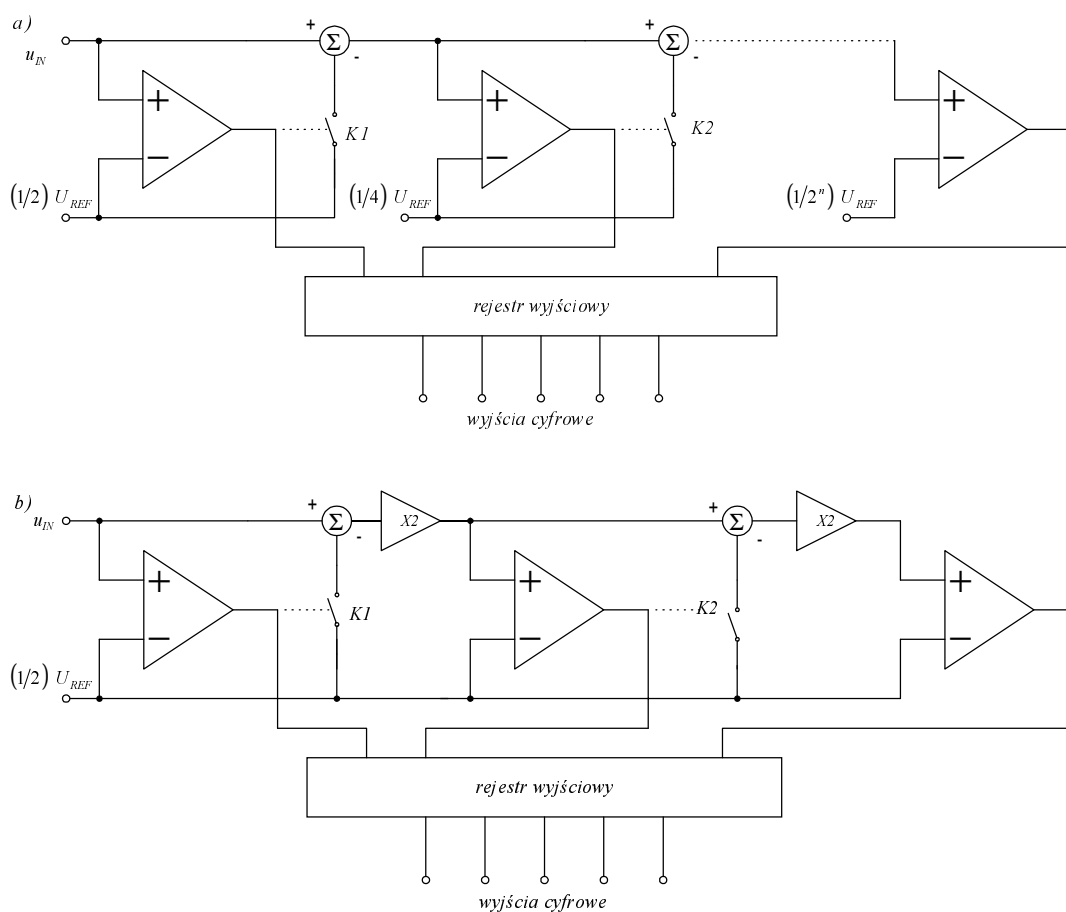 a)
+ Σ + Σ
u_IN - -
+ K1 + K2 +
− − −
(1/2) U_REF (1/4) U_REF (1/2ⁿ) U_REF
rejestr wyjściowy
wyjścia cyfrowe
b)
u_IN + Σ X2 + Σ X2
- -
+ K1 + K2 +
− − −
(1/2) U_REF
rejestr wyjściowy
wyjścia cyfrowe